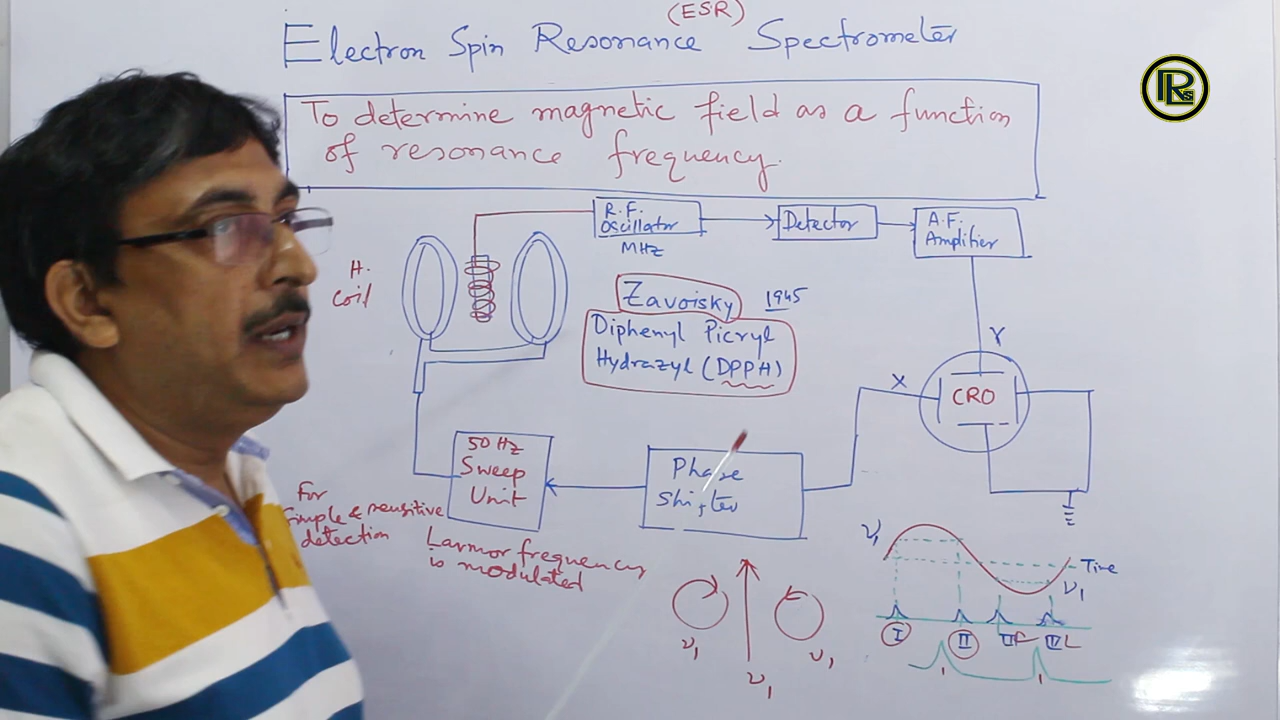 (ESR)
Electron Spin Resonance Spectrometer
To determine magnetic field as a function
of resonance frequency.
R.F.
Oscillator
MHz
Detector
A.F.
Amplifier
H.
coil
Zavoisky 1945
Diphenyl Picryl
Hydrazyl (DPPH)
Y
X
CRO
50 Hz
Sweep
Unit
Phase
Shifter
For
Simple & sensitive
detection
Larmor frequency
is modulated
ν₁
Time
ν₁
I II III F IV L
ν₁ ν₁ ν₁
RLs